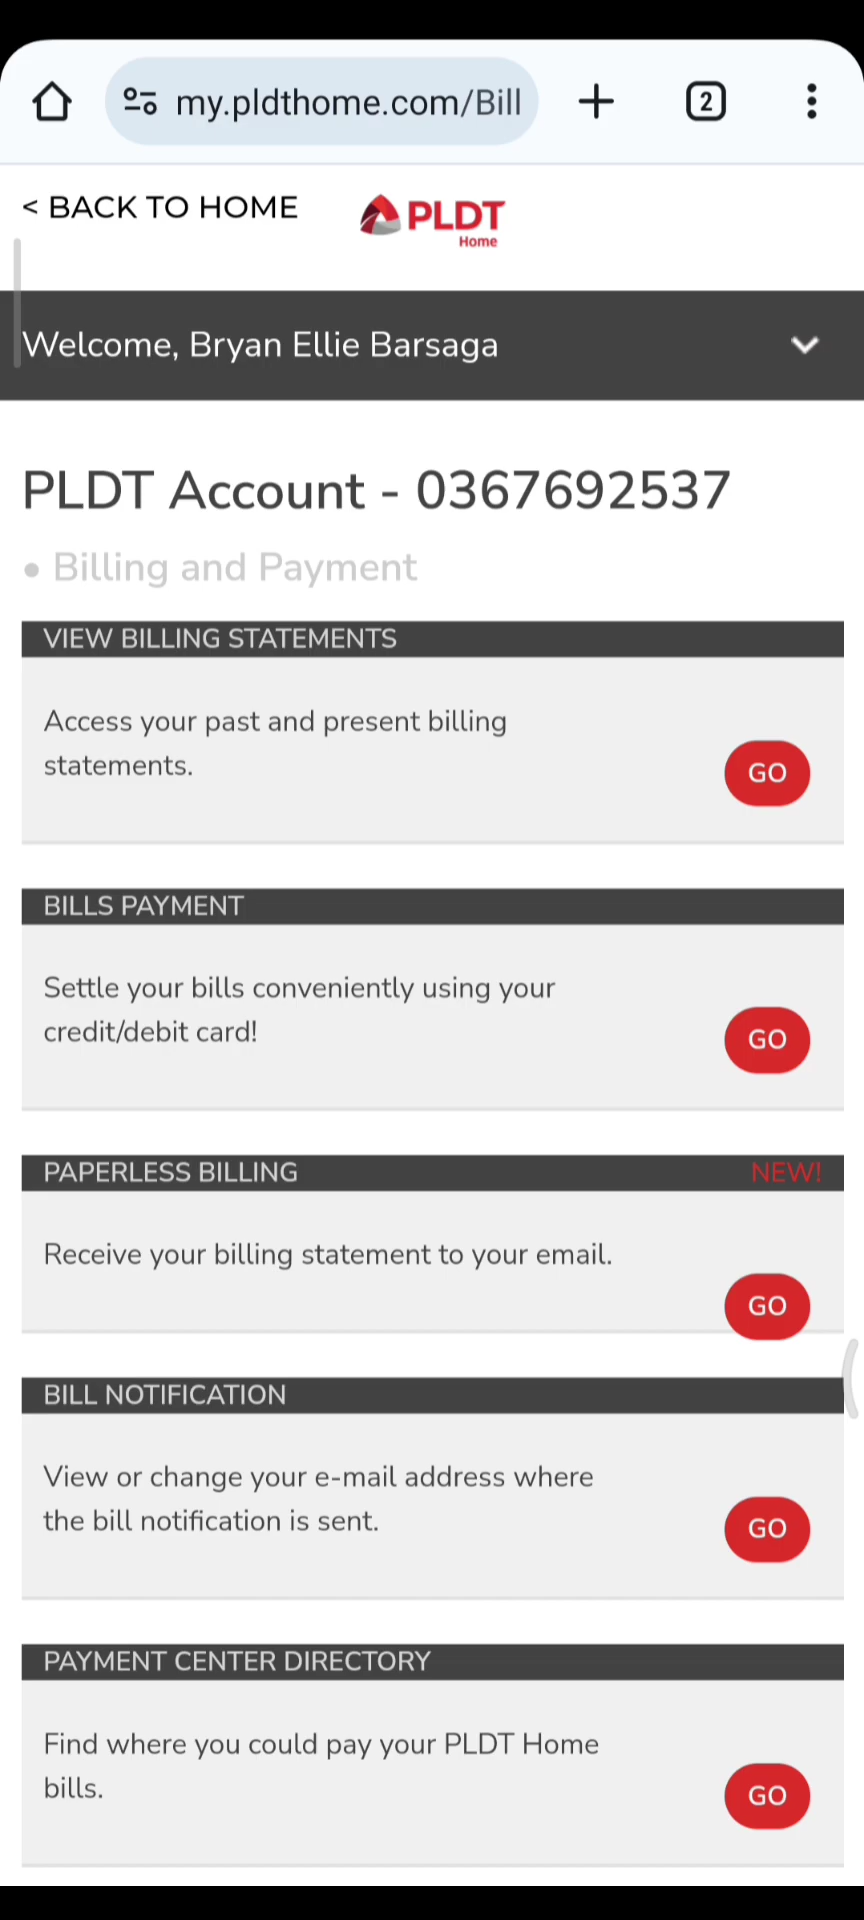 my.pldthome.com/Bill
2
< BACK TO HOME
PLDT
Home
Welcome, Bryan Ellie Barsaga
PLDT Account - 0367692537
• Billing and Payment
VIEW BILLING STATEMENTS
Access your past and present billing
statements.
GO
BILLS PAYMENT
Settle your bills conveniently using your
credit/debit card!
GO
PAPERLESS BILLING NEW!
Receive your billing statement to your email.
GO
BILL NOTIFICATION
View or change your e-mail address where
the bill notification is sent.
GO
PAYMENT CENTER DIRECTORY
Find where you could pay your PLDT Home
bills.
GO